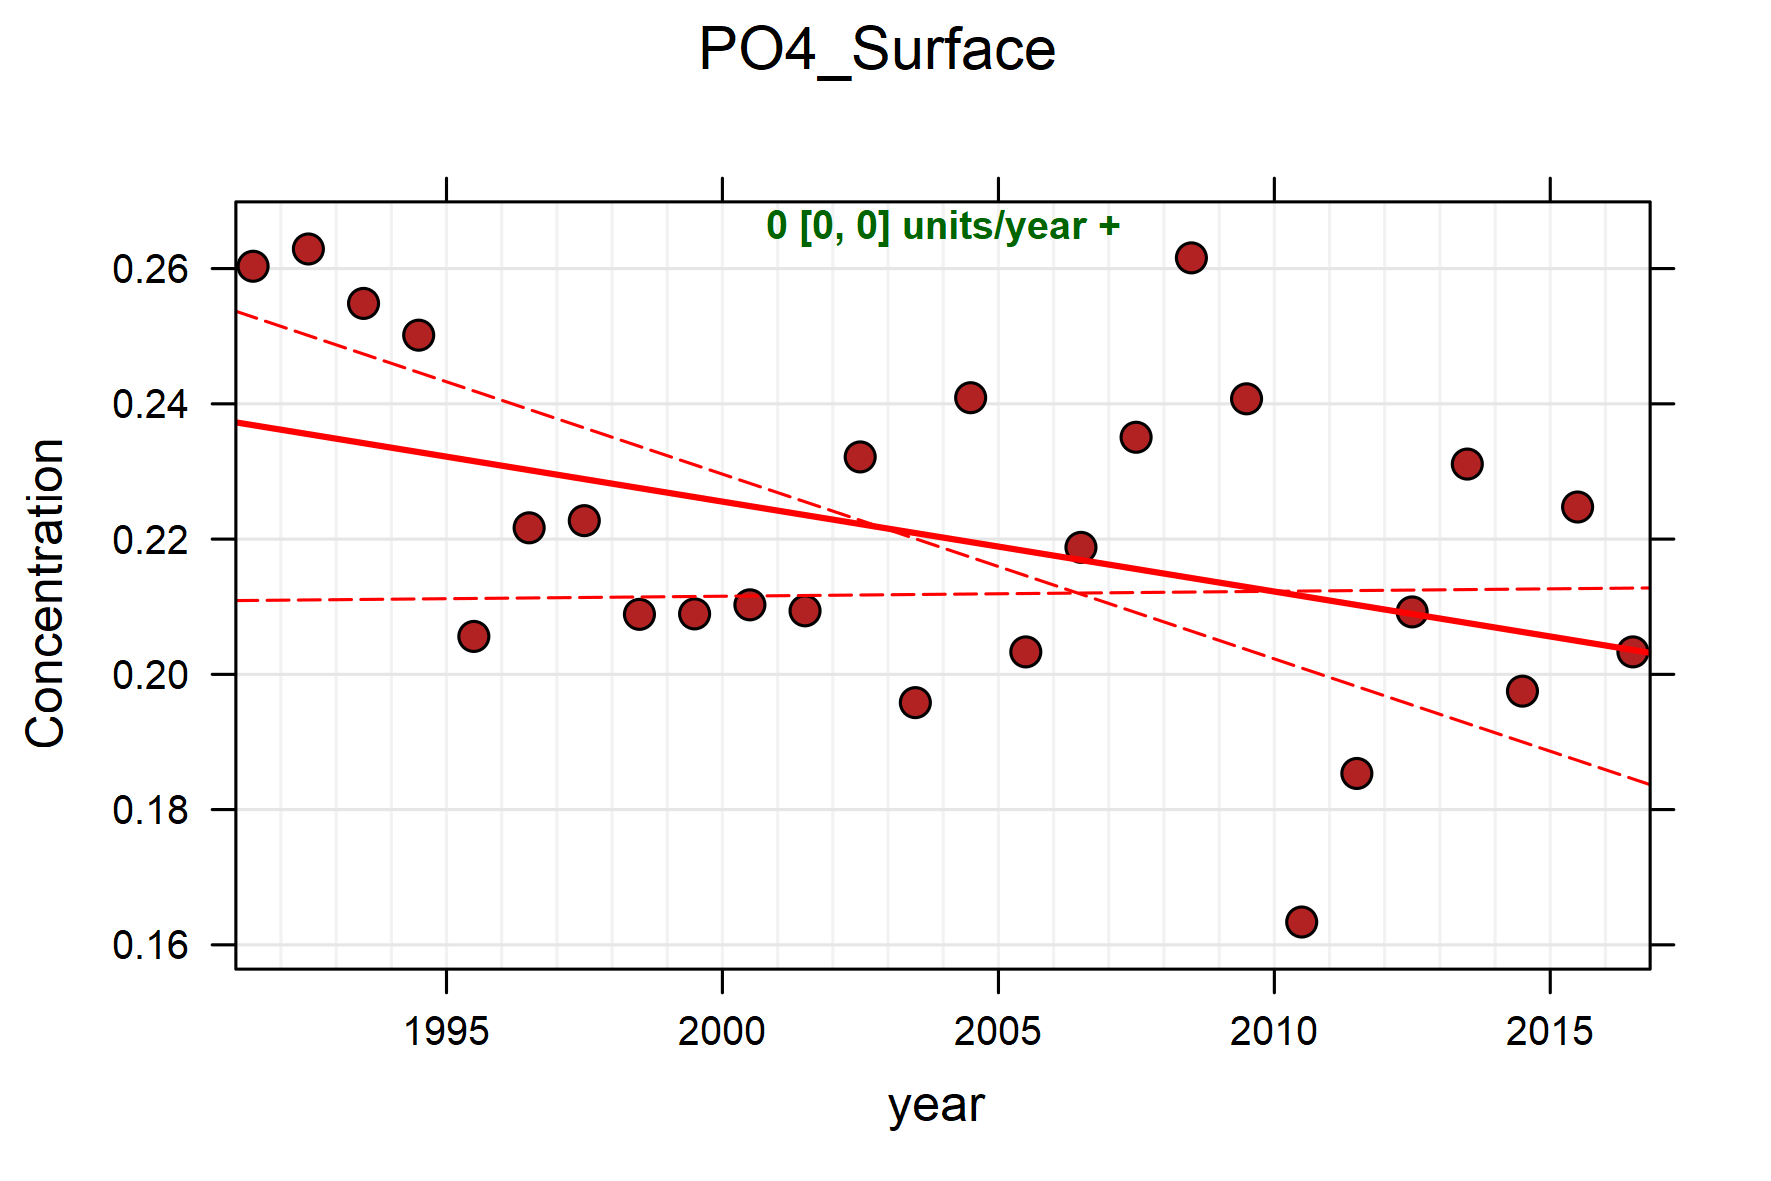 PO4_Surface
0 [0, 0] units/year +
Concentration
0.26
0.24
0.22
0.20
0.18
0.16
1995 2000 2005 2010 2015
year